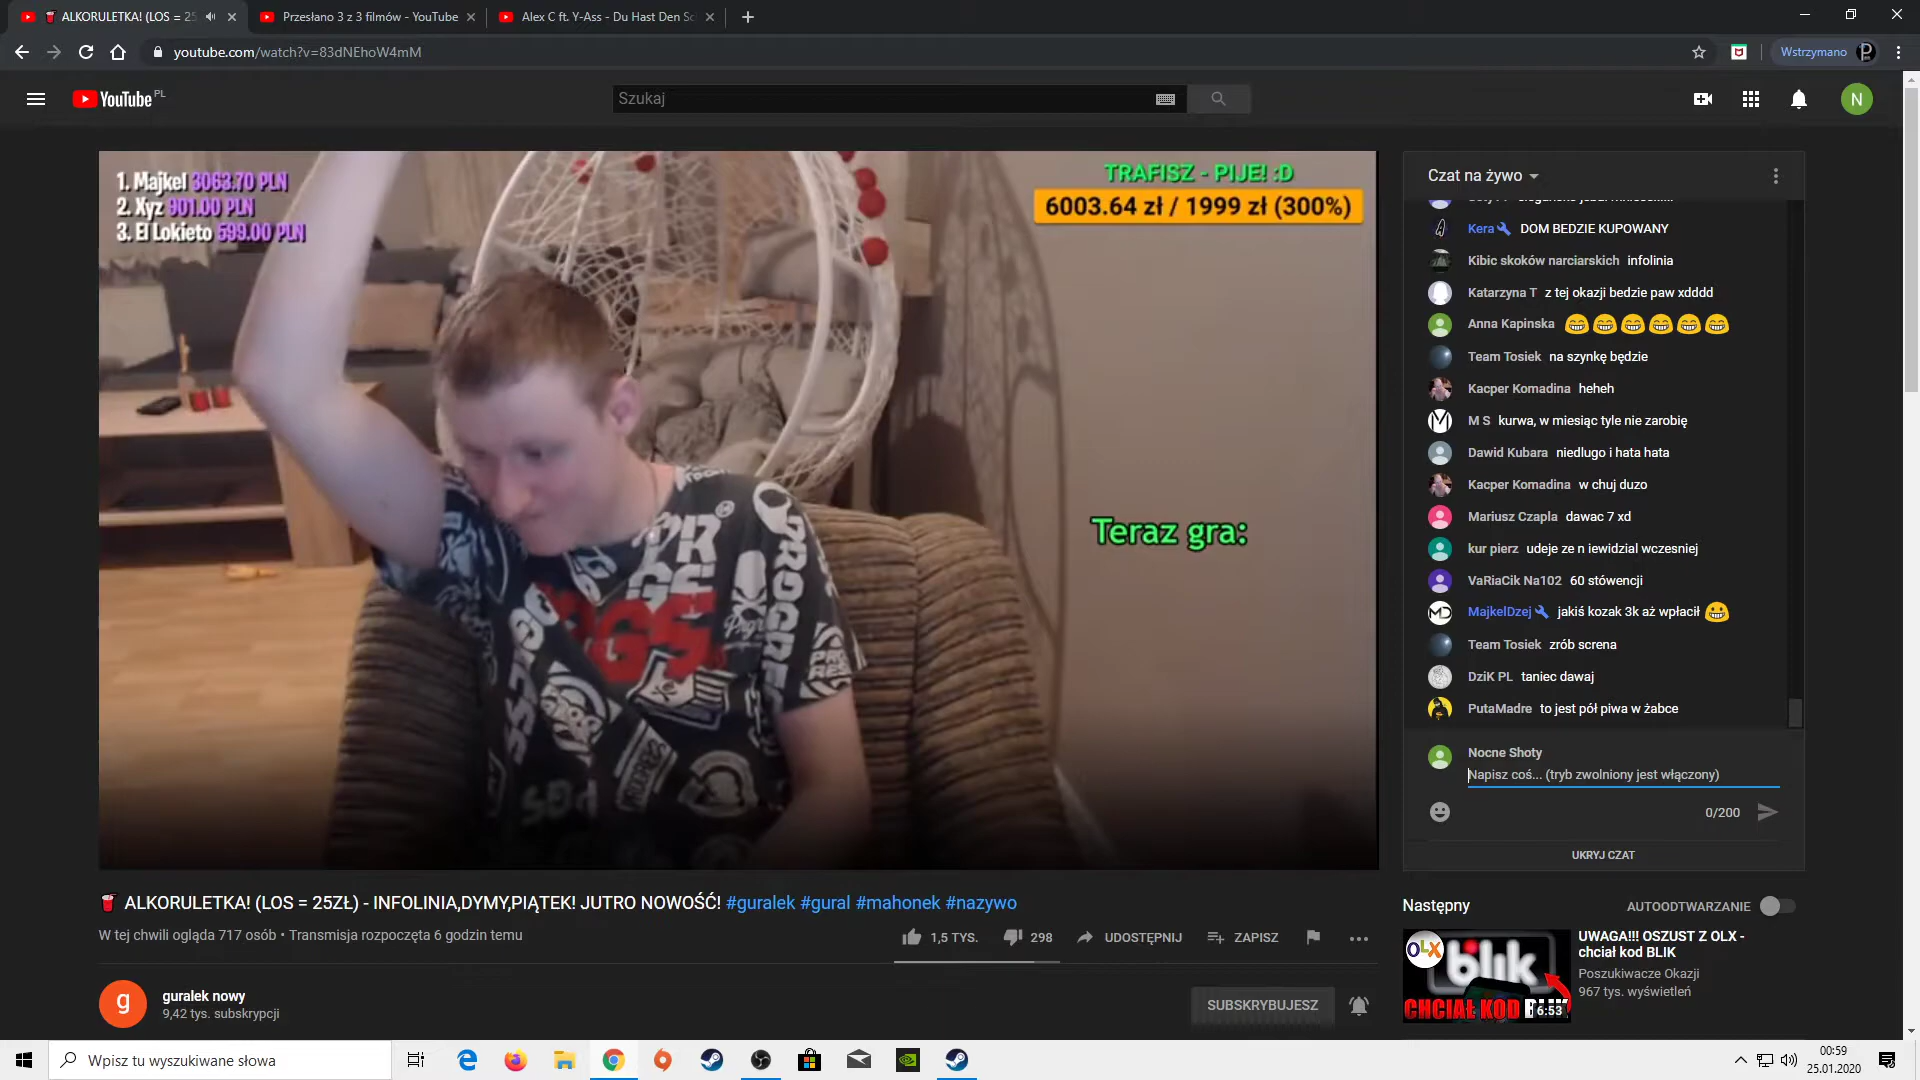 ALKORULETKA! (LOS = 25
Przesłano 3 z 3 filmów - YouTube
Alex C ft. Y-Ass - Du Hast Den Sc
youtube.com/watch?v=83dNEhoW4mM
Wstrzymano
YouTube PL
Szukaj
N
1. Majkel 3063.70 PLN
2. Xyz 901.00 PLN
3. El Lokieto 599.00 PLN
TRAFISZ - PIJE! :D
6003.64 zł / 1999 zł (300%)
Teraz gra:
Czat na żywo
Kera DOM BEDZIE KUPOWANY
Kibic skoków narciarskich infolinia
Katarzyna T z tej okazji bedzie paw xdddd
Anna Kapinska
Team Tosiek na szynkę będzie
Kacper Komadina heheh
M S kurwa, w miesiąc tyle nie zarobię
Dawid Kubara niedlugo i hata hata
Kacper Komadina w chuj duzo
Mariusz Czapla dawac 7 xd
kur pierz udeje ze n iewidzial wczesniej
VaRiaCik Na102 60 stówencji
MajkelDzej jakiś kozak 3k aż wpłacił
Team Tosiek zrób screna
DziK PL taniec dawaj
PutaMadre to jest pół piwa w żabce
Nocne Shoty
Napisz coś... (tryb zwolniony jest włączony)
0/200
UKRYJ CZAT
ALKORULETKA! (LOS = 25ZŁ) - INFOLINIA,DYMY,PIĄTEK! JUTRO NOWOŚĆ! #guralek #gural #mahonek #nazywo
W tej chwili ogląda 717 osób • Transmisja rozpoczęta 6 godzin temu
1,5 TYS.
298
UDOSTĘPNIJ
ZAPISZ
g
guralek nowy
9,42 tys. subskrypcji
SUBSKRYBUJESZ
Następny
AUTOODTWARZANIE
OLX
blik
CHCIAŁ KOD
6:53
UWAGA!!! OSZUST Z OLX -
chciał kod BLIK
Poszukiwacze Okazji
967 tys. wyświetleń
Wpisz tu wyszukiwane słowa
00:59
25.01.2020